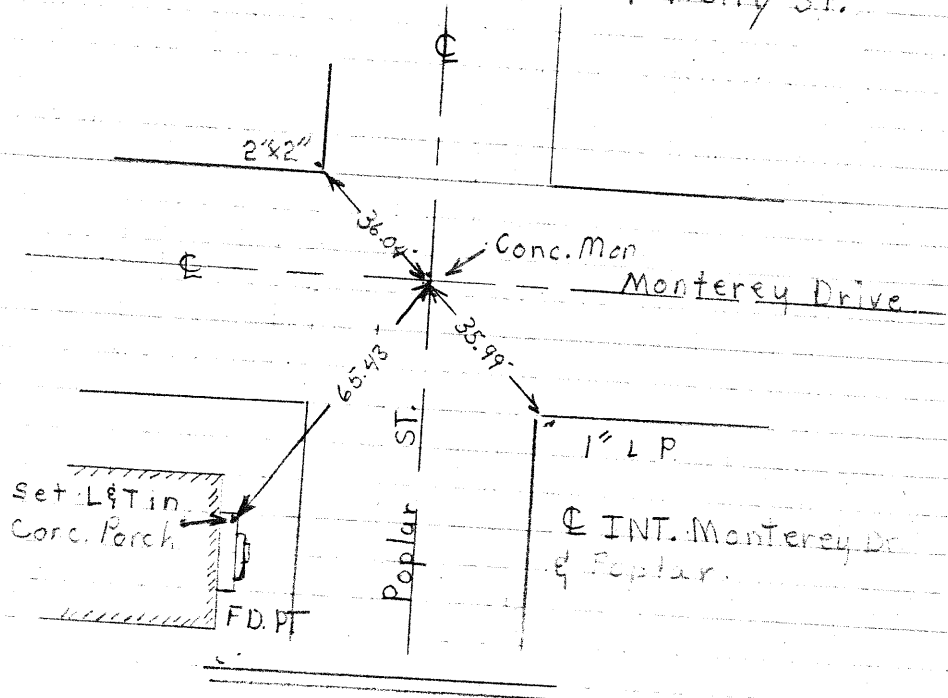 St.
℄
2"x2"
36.04
Conc. Mon
℄
Monterey Drive
35.99
65.43
ST.
Poplar
1" L P
set L&T in
Conc. Porch
℄ INT. Monterey Dr
& Poplar.
FD. PT